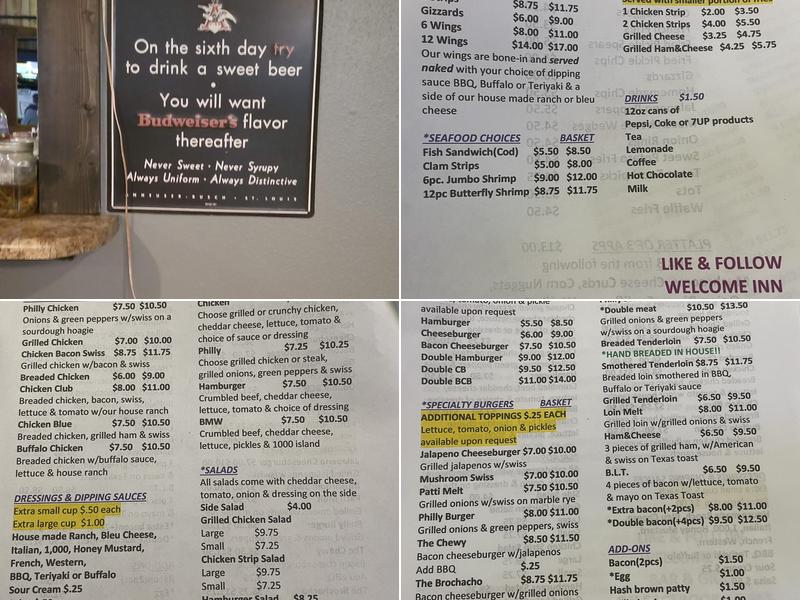 On the sixth day try
to drink a sweet beer
•
You will want
Budweiser's flavor
thereafter
Never Sweet • Never Syrupy
Always Uniform • Always Distinctive
ANHEUSER-BUSCH • ST. LOUIS
$8.75 $11.75
Gizzards $6.00 $9.00
6 Wings $8.00 $11.00
12 Wings $14.00 $17.00
Our wings are bone-in and served
naked with your choice of dipping
sauce BBQ, Buffalo or Teriyaki & a
side of our house made ranch or bleu
cheese
*SEAFOOD CHOICES BASKET
Fish Sandwich(Cod) $5.50 $8.50
Clam Strips $5.00 $8.00
6pc. Jumbo Shrimp $9.00 $12.00
12pc Butterfly Shrimp $8.75 $11.75
Served with smaller portion of fries
1 Chicken Strip $2.00 $3.50
2 Chicken Strips $4.00 $5.50
Grilled Cheese $3.25 $4.75
Grilled Ham&Cheese $4.25 $5.75
DRINKS $1.50
12oz cans of
Pepsi, Coke or 7UP products
Tea
Lemonade
Coffee
Hot Chocolate
Milk
LIKE & FOLLOW
WELCOME INN
Philly Chicken $7.50 $10.50
Onions & green peppers w/swiss on a
sourdough hoagie
Grilled Chicken $7.00 $10.00
Chicken Bacon Swiss $8.75 $11.75
Grilled chicken w/bacon & swiss
Breaded Chicken $6.00 $9.00
Chicken Club $8.00 $11.00
Breaded chicken, bacon, swiss,
lettuce & tomato w/our house ranch
Chicken Blue $7.50 $10.50
Breaded chicken, grilled ham & swiss
Buffalo Chicken $7.50 $10.50
Breaded chicken w/buffalo sauce,
lettuce & house ranch
DRESSINGS & DIPPING SAUCES
Extra small cup $.50 each
Extra large cup $1.00
House made Ranch, Bleu Cheese,
Italian, 1,000, Honey Mustard,
French, Western,
BBQ, Teriyaki or Buffalo
Sour Cream $.25
Chicken
Choose grilled or crunchy chicken,
cheddar cheese, lettuce, tomato &
choice of sauce or dressing
Philly $7.25 $10.25
Choose grilled chicken or steak,
grilled onions, green peppers & swiss
Hamburger $7.50 $10.50
Crumbled beef, cheddar cheese,
lettuce, tomato & choice of dressing
BMW $7.50 $10.50
Crumbled beef, cheddar cheese,
lettuce, pickles & 1000 island
*SALADS
All salads come with cheddar cheese,
tomato, onion & dressing on the side
Side Salad $4.00
Grilled Chicken Salad
Large $9.75
Small $7.25
Chicken Strip Salad
Large $9.75
Small $7.25
Hamburger Salad $8.25
available upon request
Hamburger $5.50 $8.50
Cheeseburger $6.00 $9.00
Bacon Cheeseburger $7.50 $10.50
Double Hamburger $9.00 $12.00
Double CB $9.50 $12.50
Double BCB $11.00 $14.00
*SPECIALTY BURGERS BASKET
ADDITIONAL TOPPINGS $.25 EACH
Lettuce, tomato, onion & pickles
available upon request
Jalapeno Cheeseburger $7.00 $10.00
Grilled jalapenos w/swiss
Mushroom Swiss $7.00 $10.00
Patti Melt $7.50 $10.50
Grilled onions w/swiss on marble rye
Philly Burger $8.00 $11.00
Grilled onions & green peppers, swiss
The Chewy $8.50 $11.50
Bacon cheeseburger w/jalapenos
Add BBQ $.25
The Brochacho $8.75 $11.75
Bacon cheeseburger w/grilled onions
*Double meat $10.50 $13.50
Grilled onions & green peppers
w/swiss on a sourdough hoagie
Breaded Tenderloin $7.50 $10.50
*HAND BREADED IN HOUSE!!
Smothered Tenderloin $8.75 $11.75
Breaded loin smothered in BBQ,
Buffalo or Teriyaki sauce
Grilled Tenderloin $6.50 $9.50
Loin Melt $8.00 $11.00
Grilled loin w/grilled onions & swiss
Ham&Cheese $6.50 $9.50
3 pieces of grilled ham, w/American
& swiss on Texas toast
B.L.T. $6.50 $9.50
4 pieces of bacon w/lettuce, tomato
& mayo on Texas Toast
*Extra bacon(+2pcs) $8.00 $11.00
*Double bacon(+4pcs) $9.50 $12.50
ADD-ONS
Bacon(2pcs) $1.50
*Egg $1.00
Hash brown patty $1.50